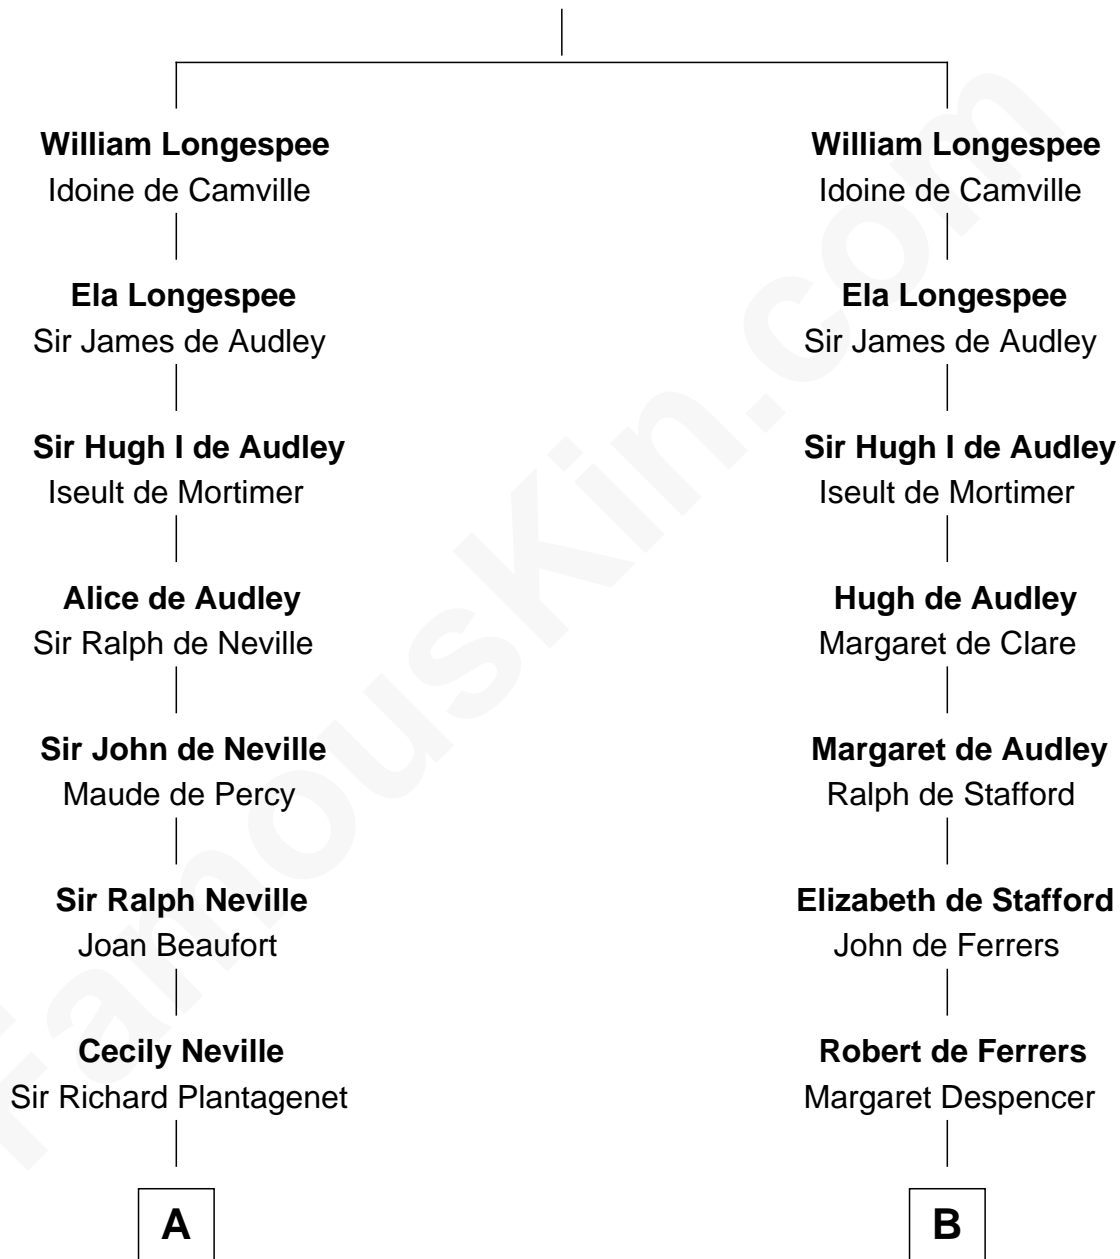 William Longespee
Idoine de Camville
Ela Longespee
Sir James de Audley
Sir Hugh I de Audley
Iseult de Mortimer
Alice de Audley
Sir Ralph de Neville
Sir John de Neville
Maude de Percy
Sir Ralph Neville
Joan Beaufort
Cecily Neville
Sir Richard Plantagenet
A
William Longespee
Idoine de Camville
Ela Longespee
Sir James de Audley
Sir Hugh I de Audley
Iseult de Mortimer
Hugh de Audley
Margaret de Clare
Margaret de Audley
Ralph de Stafford
Elizabeth de Stafford
John de Ferrers
Robert de Ferrers
Margaret Despencer
B
FamousKin.com